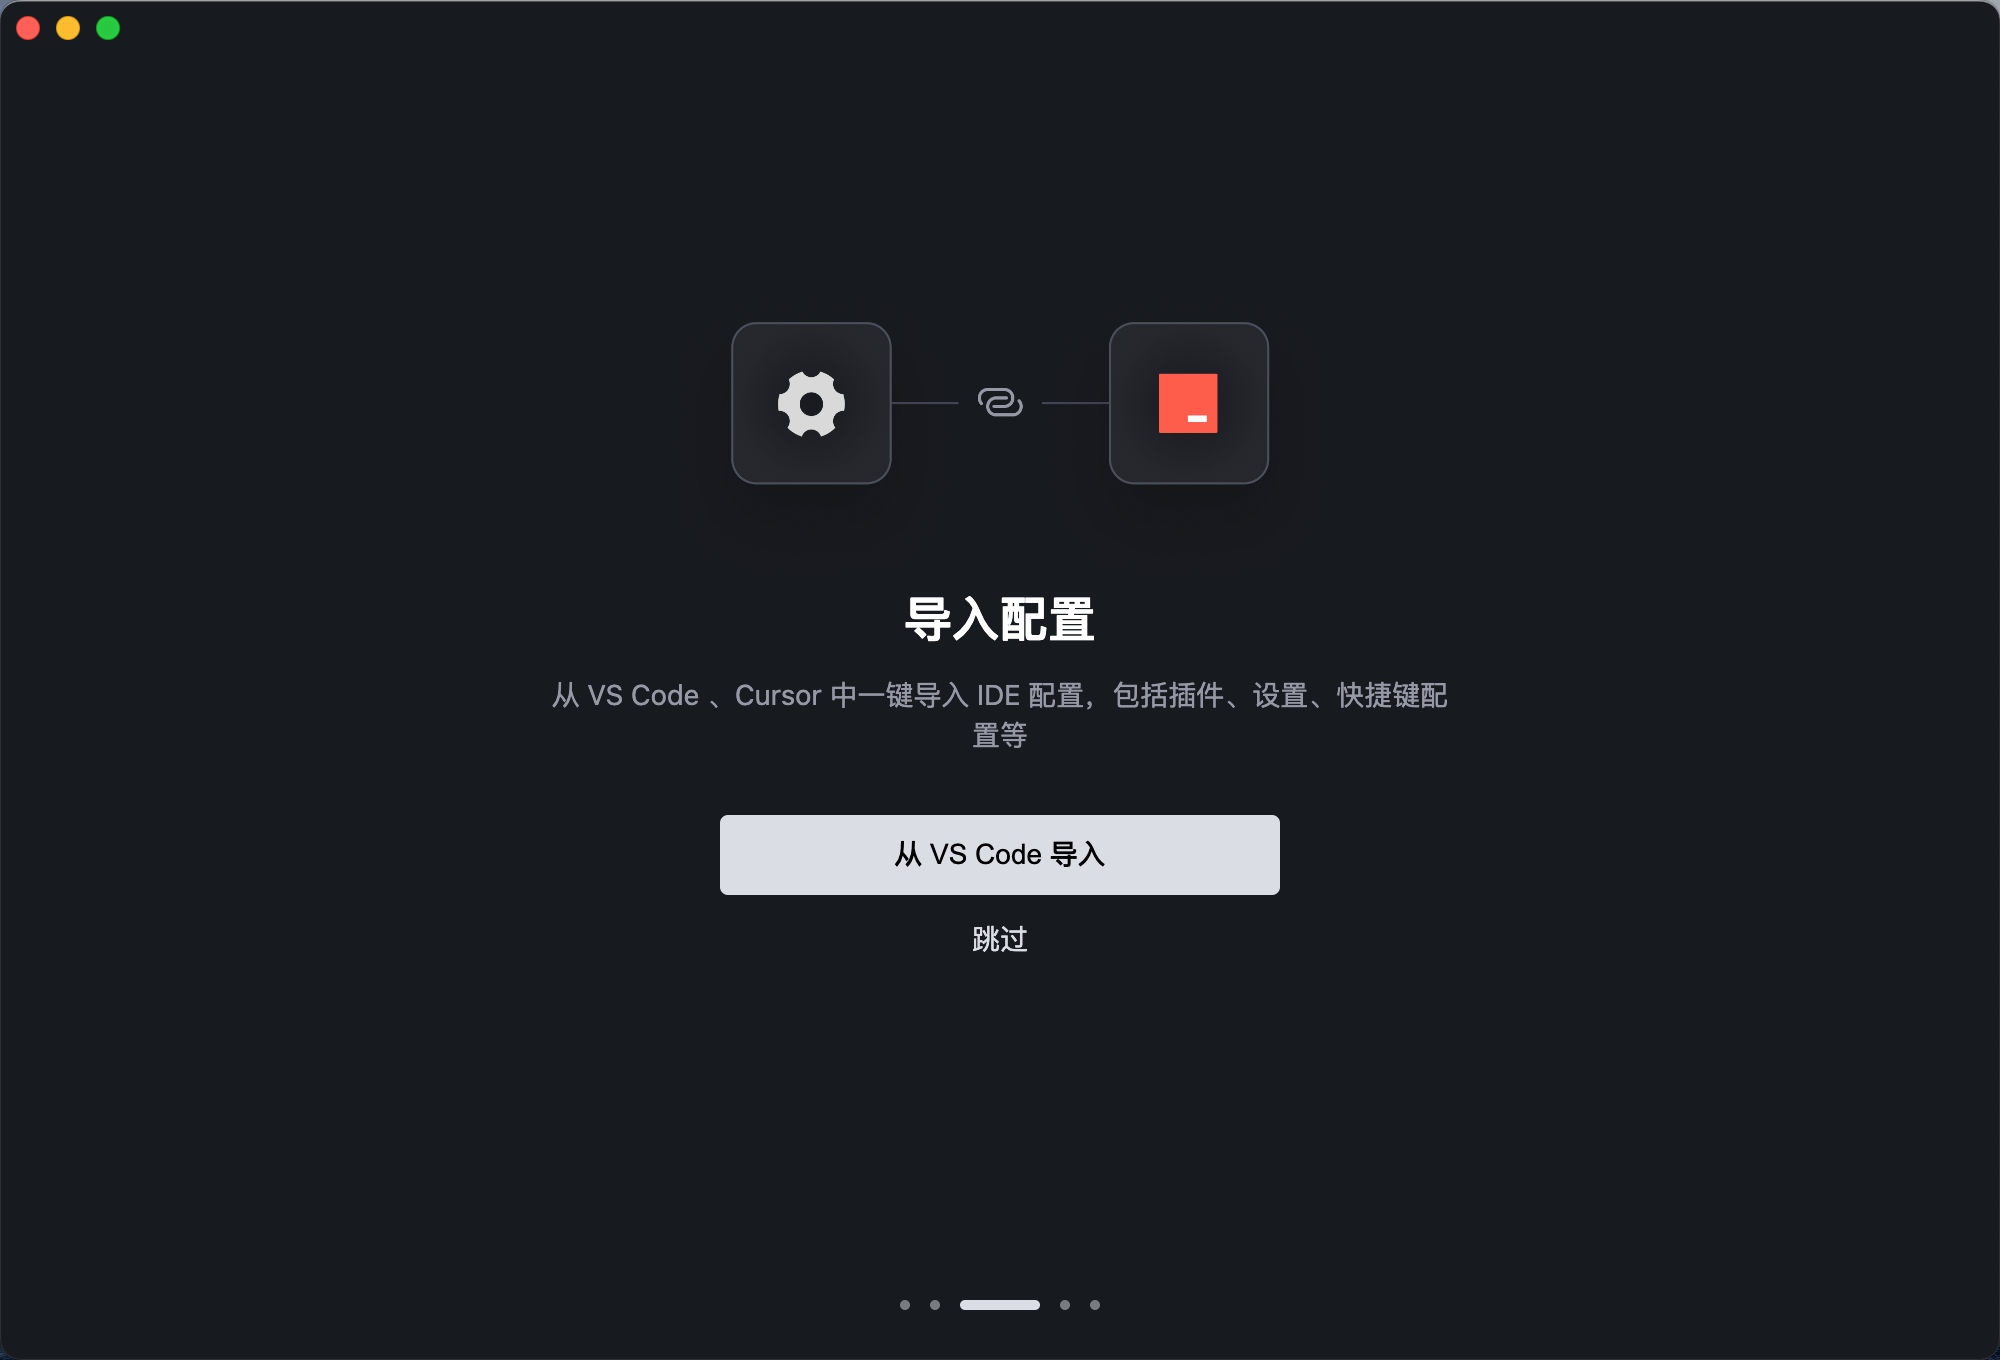 导入配置
从 VS Code 、Cursor 中一键导入 IDE 配置，包括插件、设置、快捷键配
置等
从 VS Code 导入
跳过